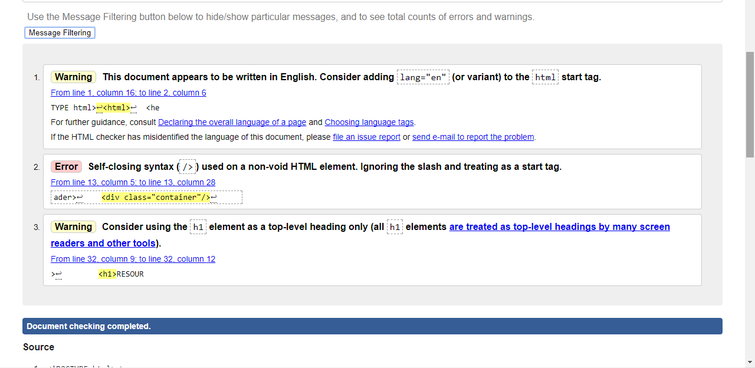 Use the Message Filtering button below to hide/show particular messages, and to see total counts of errors and warnings.
Message Filtering
1. Warning This document appears to be written in English. Consider adding lang="en" (or variant) to the html start tag.
From line 1, column 16; to line 2, column 6
TYPE html>↩<html>↩ <he
For further guidance, consult Declaring the overall language of a page and Choosing language tags.
If the HTML checker has misidentified the language of this document, please file an issue report or send e-mail to report the problem.
2. Error Self-closing syntax (/>) used on a non-void HTML element. Ignoring the slash and treating as a start tag.
From line 13, column 5; to line 13, column 28
ader>↩ <div class="container"/>↩
3. Warning Consider using the h1 element as a top-level heading only (all h1 elements are treated as top-level headings by many screen
readers and other tools).
From line 32, column 9; to line 32, column 12
>↩ <h1>RESOUR
Document checking completed.
Source